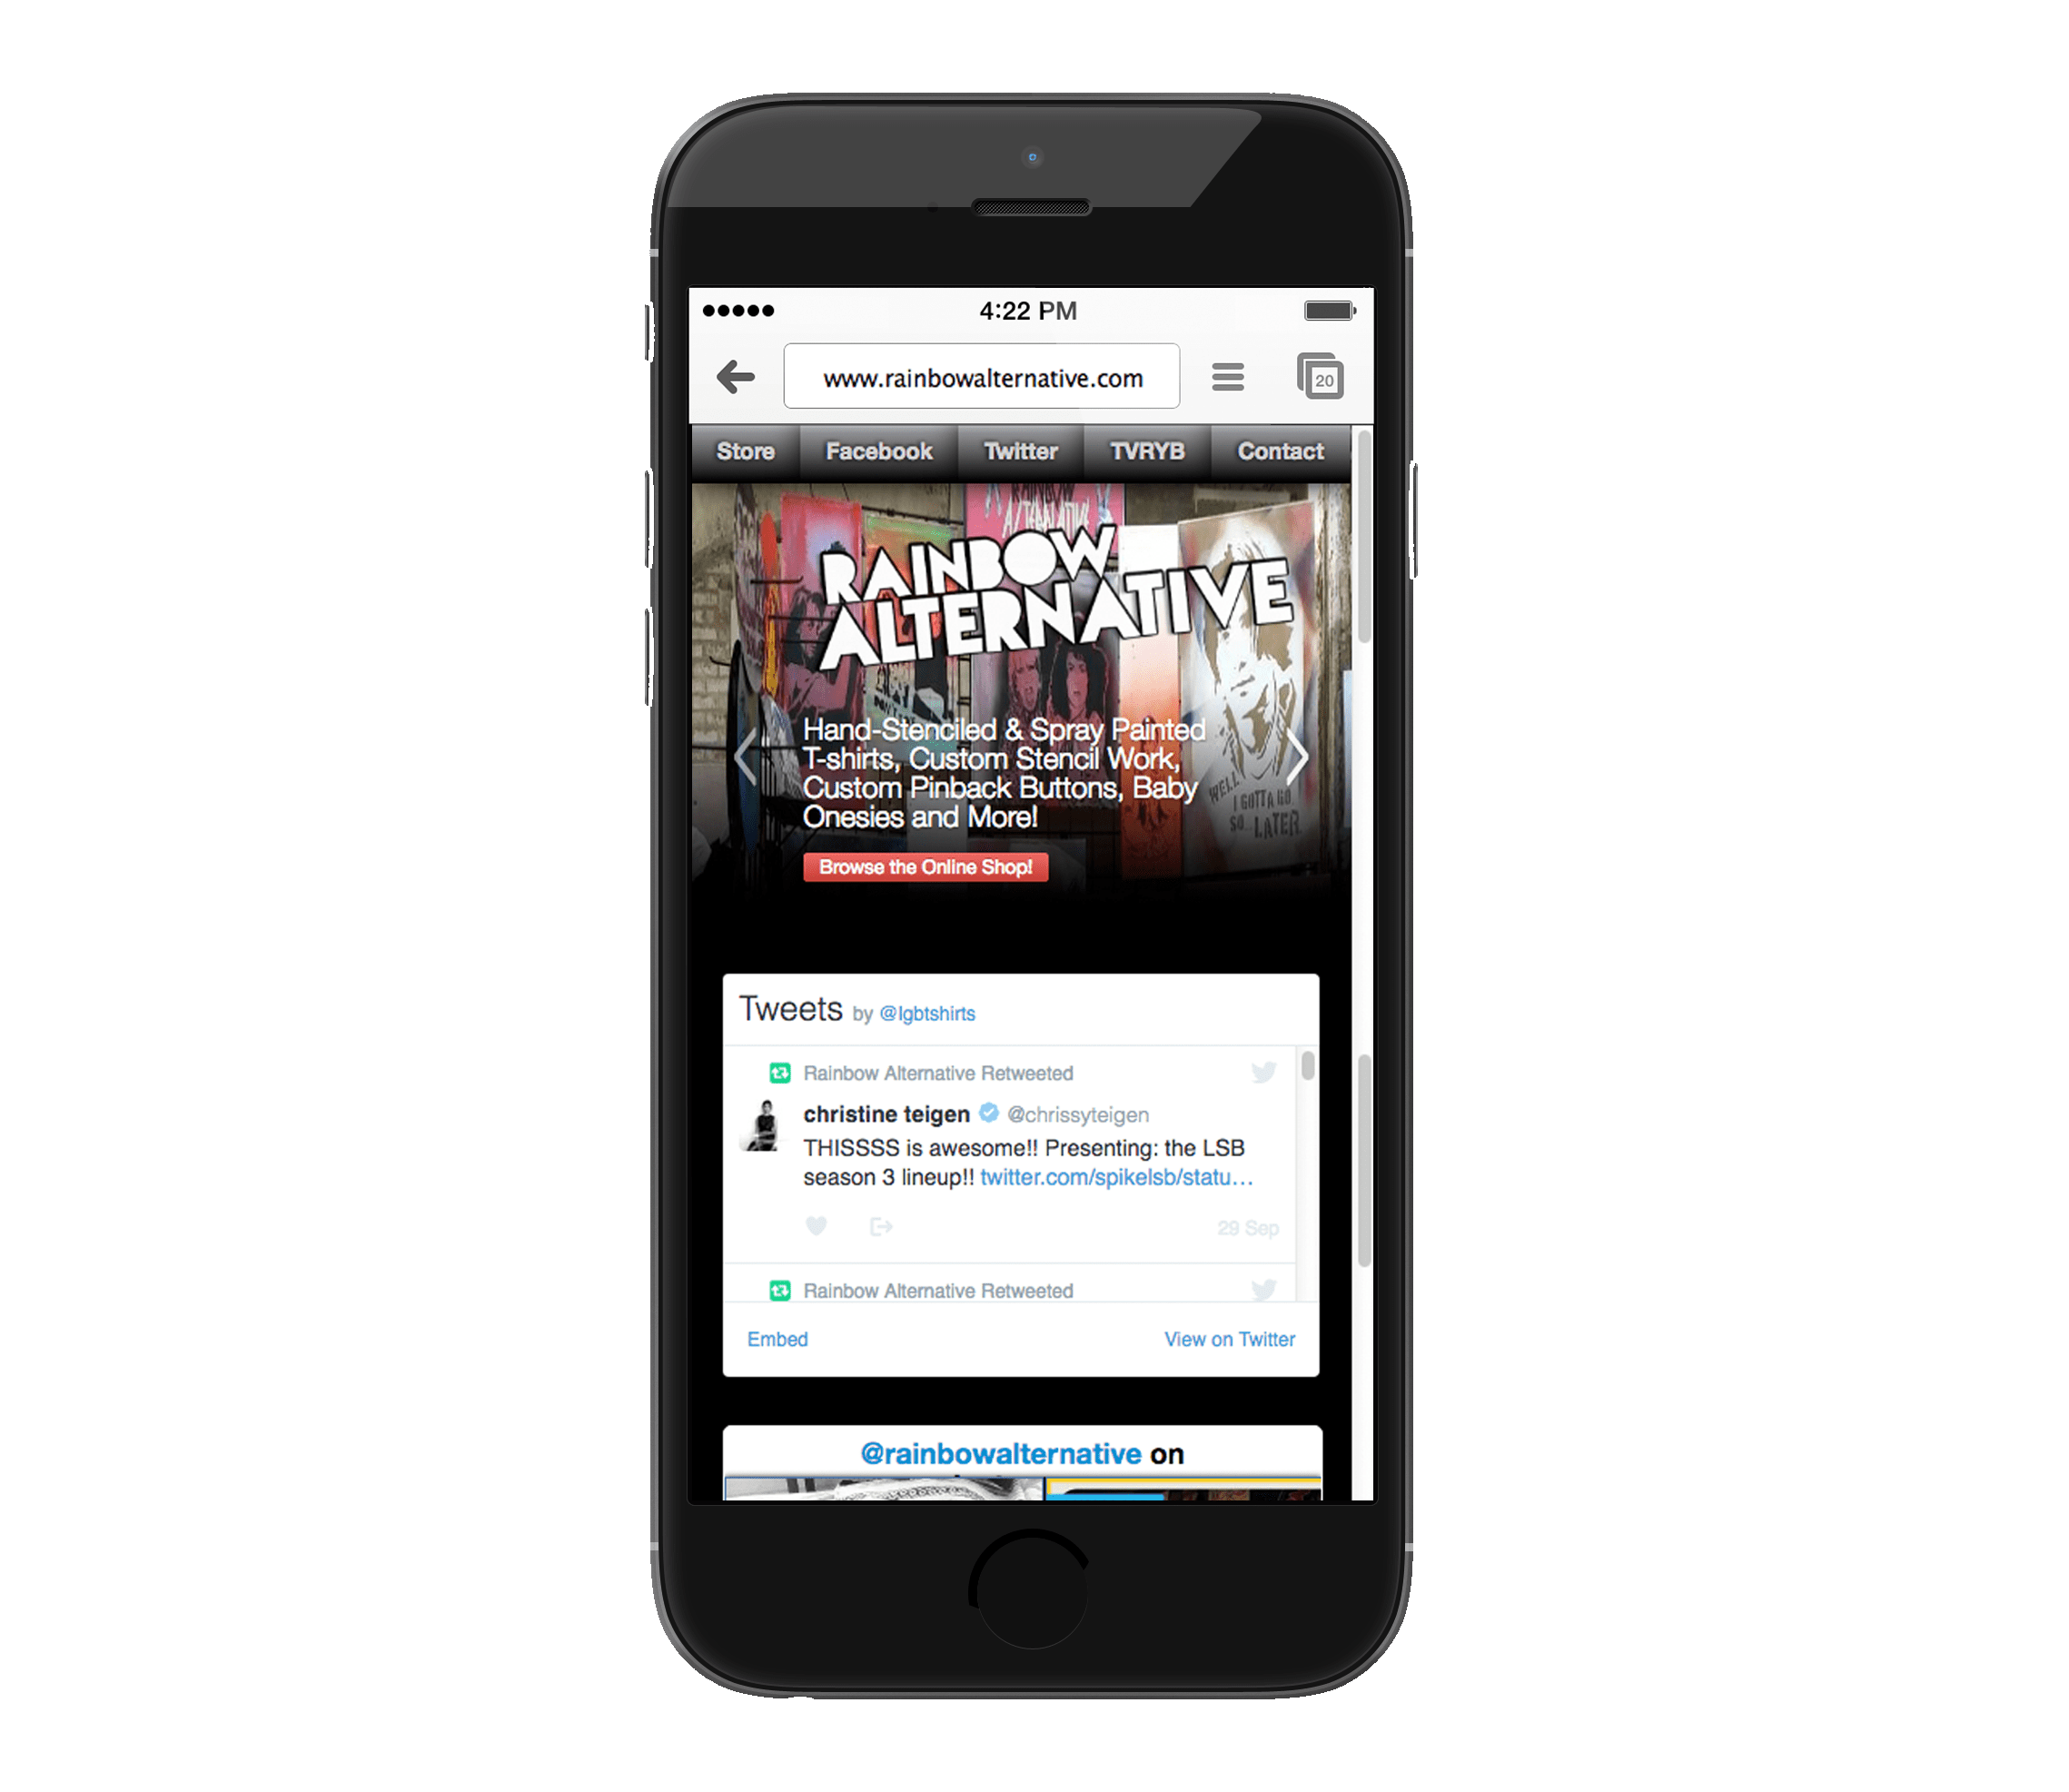 4:22 PM
www.rainbowalternative.com
20
Store Facebook Twitter TVRYB Contact
RAINBOW
ALTERNATIVE
RAINBOW
ALTERNATIVE
Hand-Stenciled & Spray Painted
T-shirts, Custom Stencil Work,
Custom Pinback Buttons, Baby
Onesies and More!
WELL
I GOTTA GO
SO... LATER
Browse the Online Shop!
Tweets by @lgbtshirts
Rainbow Alternative Retweeted
christine teigen @chrissyteigen
THISSSS is awesome!! Presenting: the LSB
season 3 lineup!! twitter.com/spikelsb/statu…
29 Sep
Rainbow Alternative Retweeted
Embed View on Twitter
@rainbowalternative on